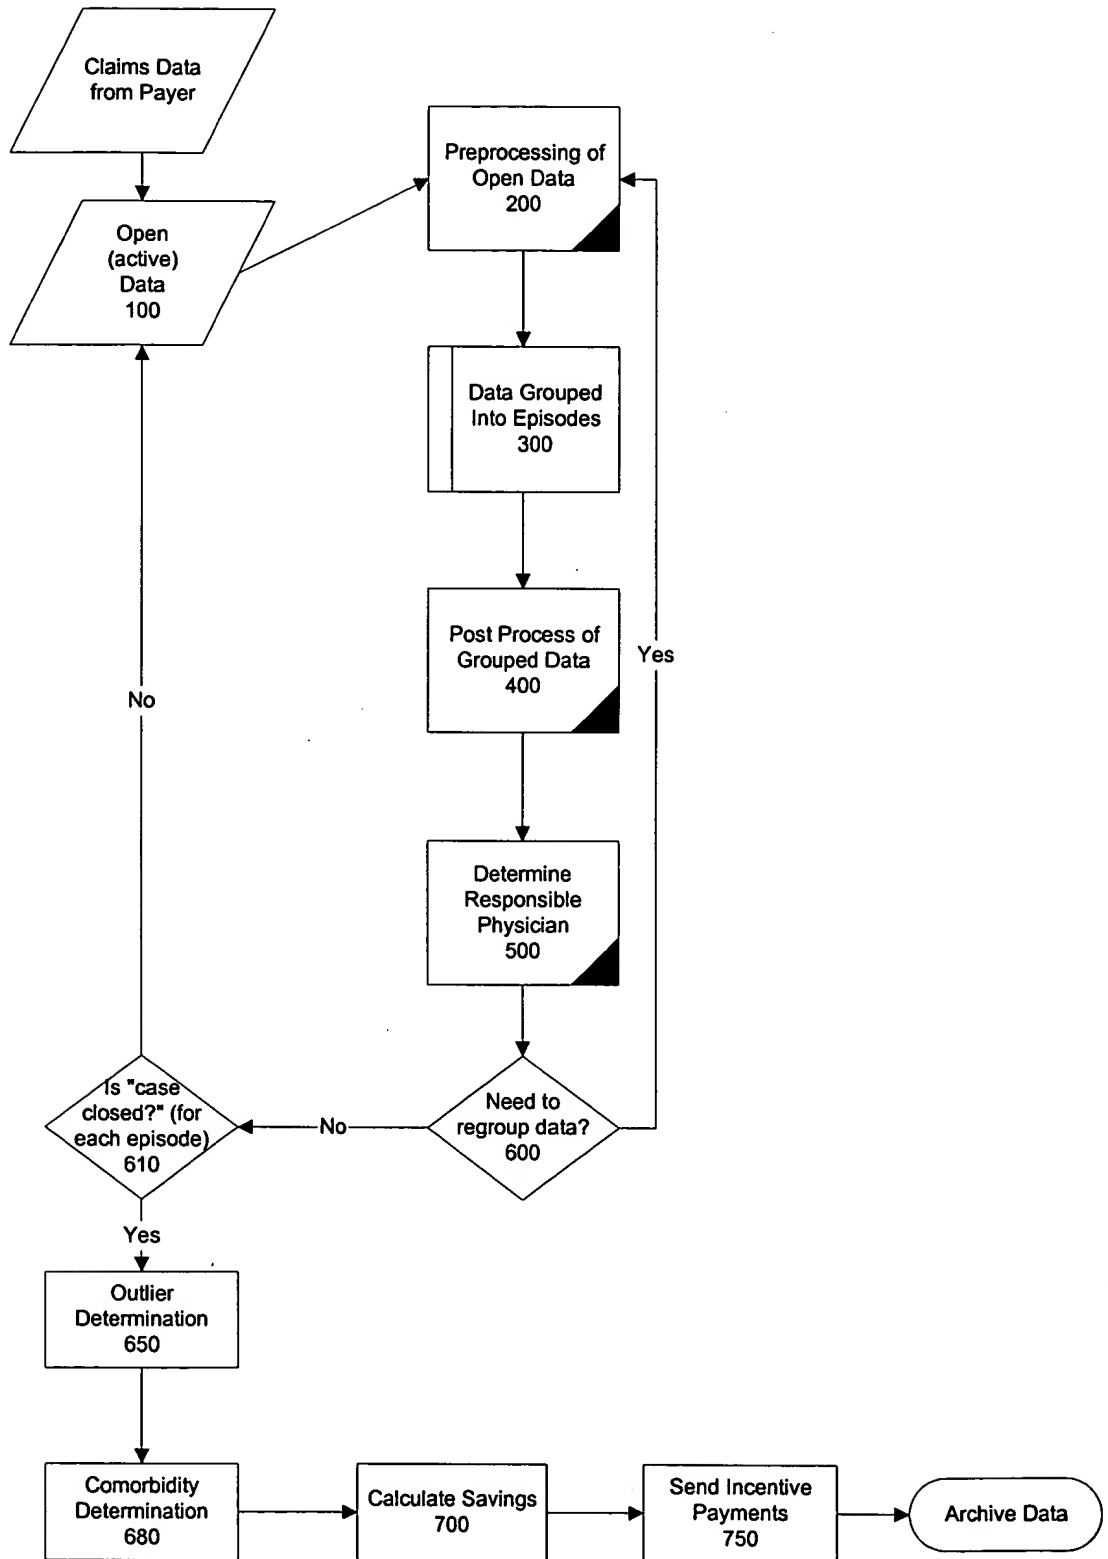 Claims Data
from Payer
Open
(active)
Data
100
Preprocessing of
Open Data
200
Data Grouped
Into Episodes
300
Post Process of
Grouped Data
400
Yes
No
Determine
Responsible
Physician
500
Need to
regroup data?
600
No
Is "case
closed?" (for
each episode)
610
Yes
Outlier
Determination
650
Comorbidity
Determination
680
Calculate Savings
700
Send Incentive
Payments
750
Archive Data